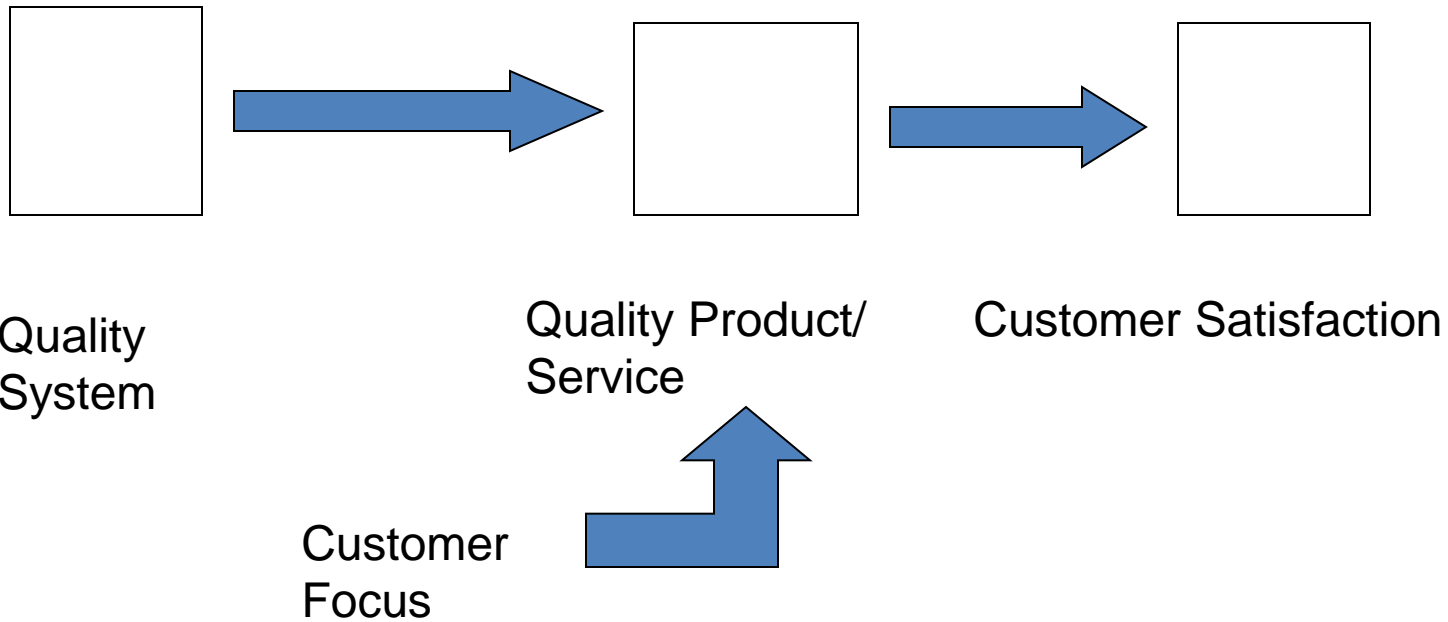 Quality
System
Quality Product/
Service
Customer Satisfaction
Customer
Focus